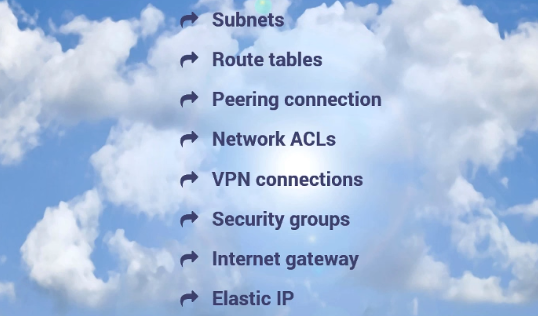 Subnets
Route tables
Peering connection
Network ACLs
VPN connections
Security groups
Internet gateway
Elastic IP